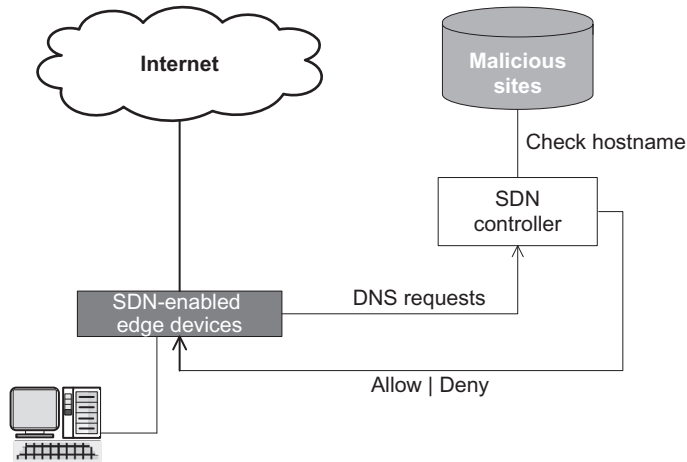 Internet
Malicious
sites
Check hostname
SDN
controller
SDN-enabled
edge devices
DNS requests
Allow | Deny